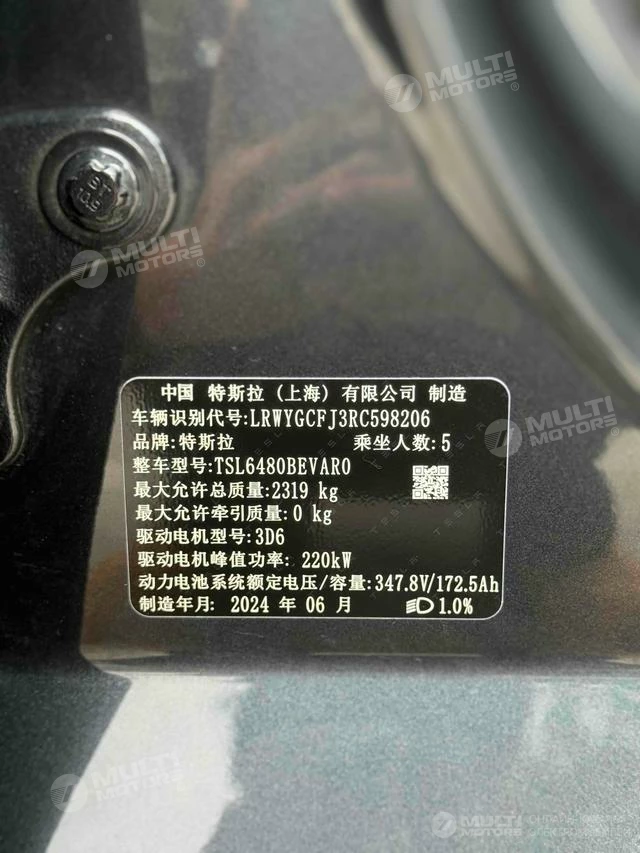 MULTI
MOTORS®
MULTI
MOTORS®
中国 特斯拉 (上海) 有限公司 制造
车辆识别代号:LRWYGCFJ3RC598206
品牌:特斯拉 乘坐人数:5
整车型号:TSL6480BEVAR0
最大允许总质量:2319 kg
最大允许牵引质量:0 kg
驱动电机型号:3D6
驱动电机峰值功率: 220kW
动力电池系统额定电压/容量:347.8V/172.5Ah
制造年月: 2024 年 06 月 1.0%
MULTI
MOTORS®
MULTI
MOTORS®
MULTI
MOTORS